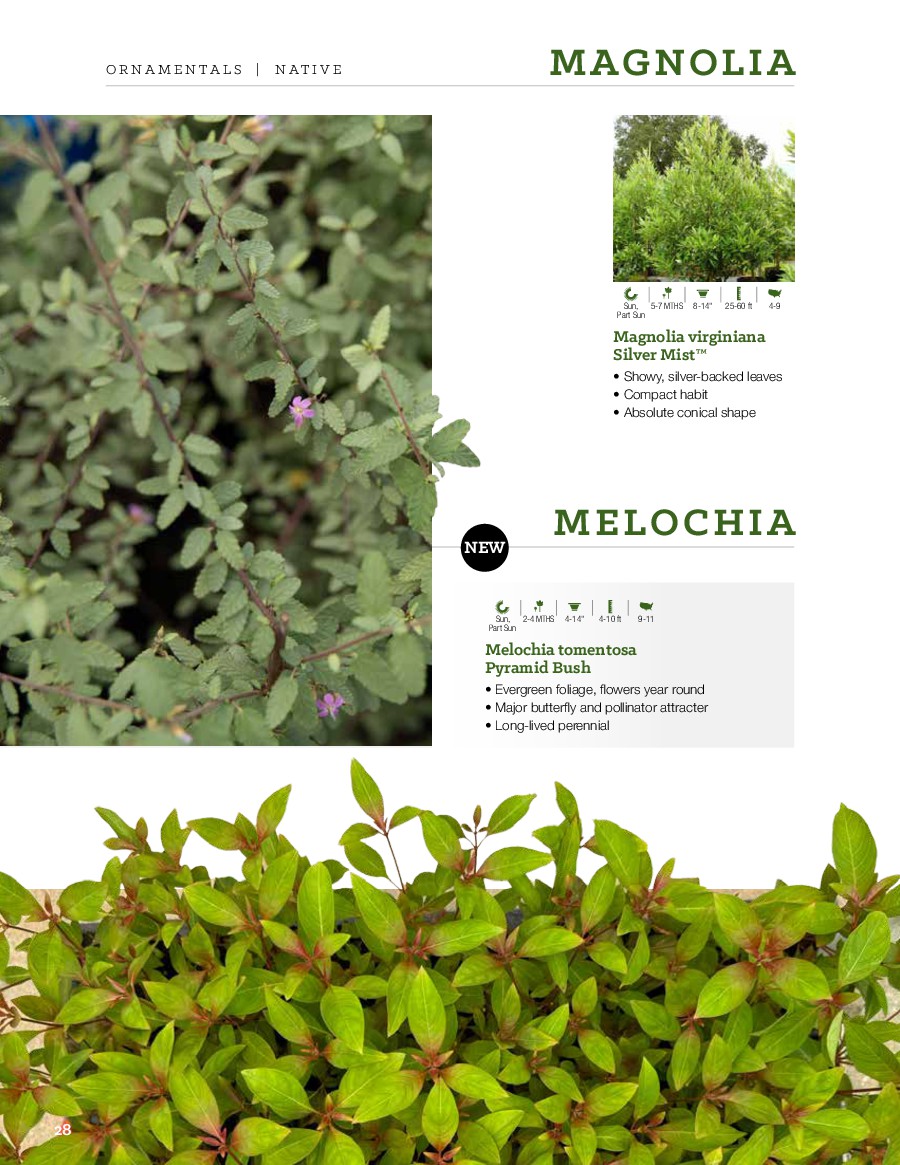 ORNAMENTALS | NATIVE
MAGNOLIA
Sun,
Part Sun
5-7 MTHS
8-14"
25-60 ft
4-9
Magnolia virginiana
Silver Mist™
• Showy, silver-backed leaves
• Compact habit
• Absolute conical shape
MELOCHIA
NEW
Sun,
Part Sun
2-4 MTHS
4-14"
4-10 ft
9-11
Melochia tomentosa
Pyramid Bush
• Evergreen foliage, flowers year round
• Major butterfly and pollinator attracter
• Long-lived perennial
28